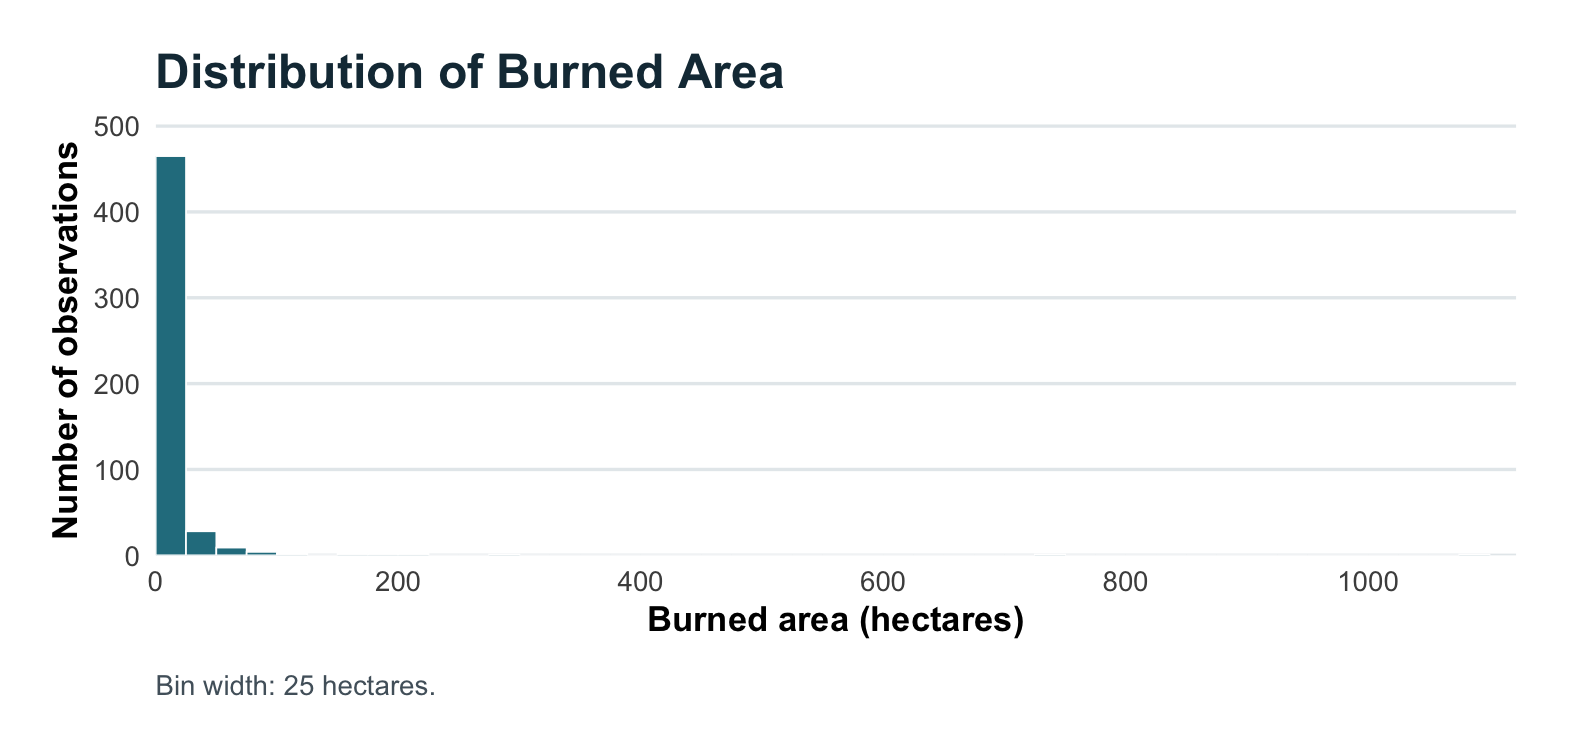 Distribution of Burned Area
Number of observations
500
400
300
200
100
0
0 200 400 600 800 1000
Burned area (hectares)
Bin width: 25 hectares.